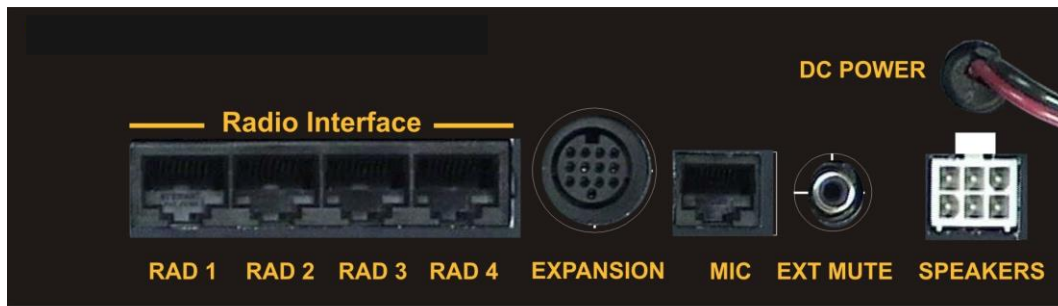 DC POWER
Radio Interface
RAD 1 RAD 2 RAD 3 RAD 4 EXPANSION MIC EXT MUTE SPEAKERS